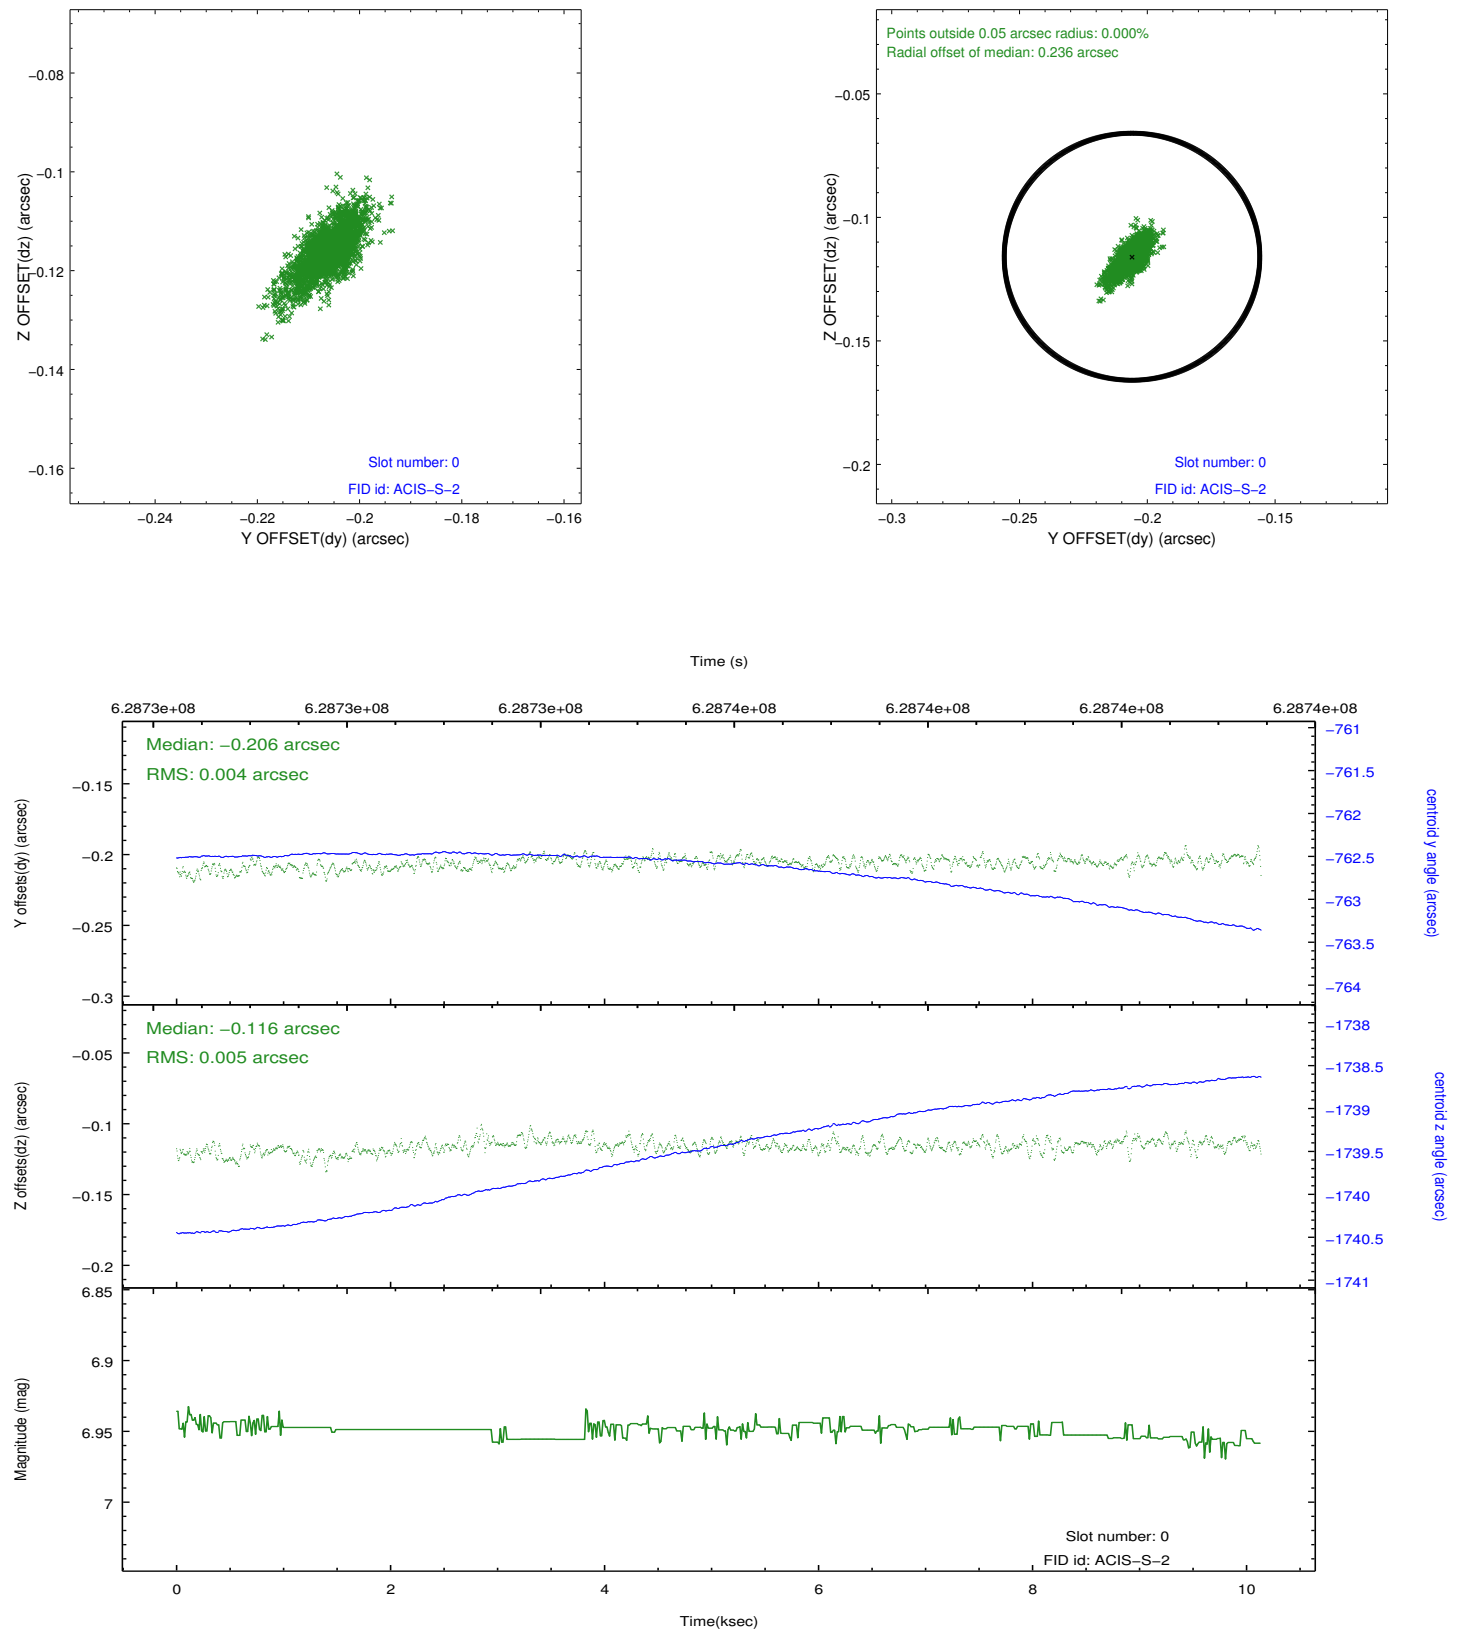 −0.08
−0.1
−0.12
−0.14
−0.16
Z OFFSET(dz) (arcsec)
Slot number: 0
FID id: ACIS−S−2
−0.24
−0.22
−0.2
−0.18
−0.16
Y OFFSET(dy) (arcsec)
Points outside 0.05 arcsec radius: 0.000%
Radial offset of median: 0.236 arcsec
−0.05
−0.1
−0.15
−0.2
Z OFFSET(dz) (arcsec)
Slot number: 0
FID id: ACIS−S−2
−0.3
−0.25
−0.2
−0.15
Y OFFSET(dy) (arcsec)
Time (s)
6.2873e+08
6.2873e+08
6.2873e+08
6.2874e+08
6.2874e+08
6.2874e+08
6.2874e+08
Median: −0.206 arcsec
RMS: 0.004 arcsec
−0.15
−0.2
−0.25
−0.3
Y offsets(dy) (arcsec)
−761
−761.5
−762
−762.5
−763
−763.5
−764
centroid y angle (arcsec)
Median: −0.116 arcsec
RMS: 0.005 arcsec
−0.05
−0.1
−0.15
−0.2
Z offsets(dz) (arcsec)
−1738
−1738.5
−1739
−1739.5
−1740
−1740.5
−1741
centroid z angle (arcsec)
6.85
6.9
6.95
7
Magnitude (mag)
Slot number: 0
FID id: ACIS−S−2
0
2
4
6
8
10
Time(ksec)